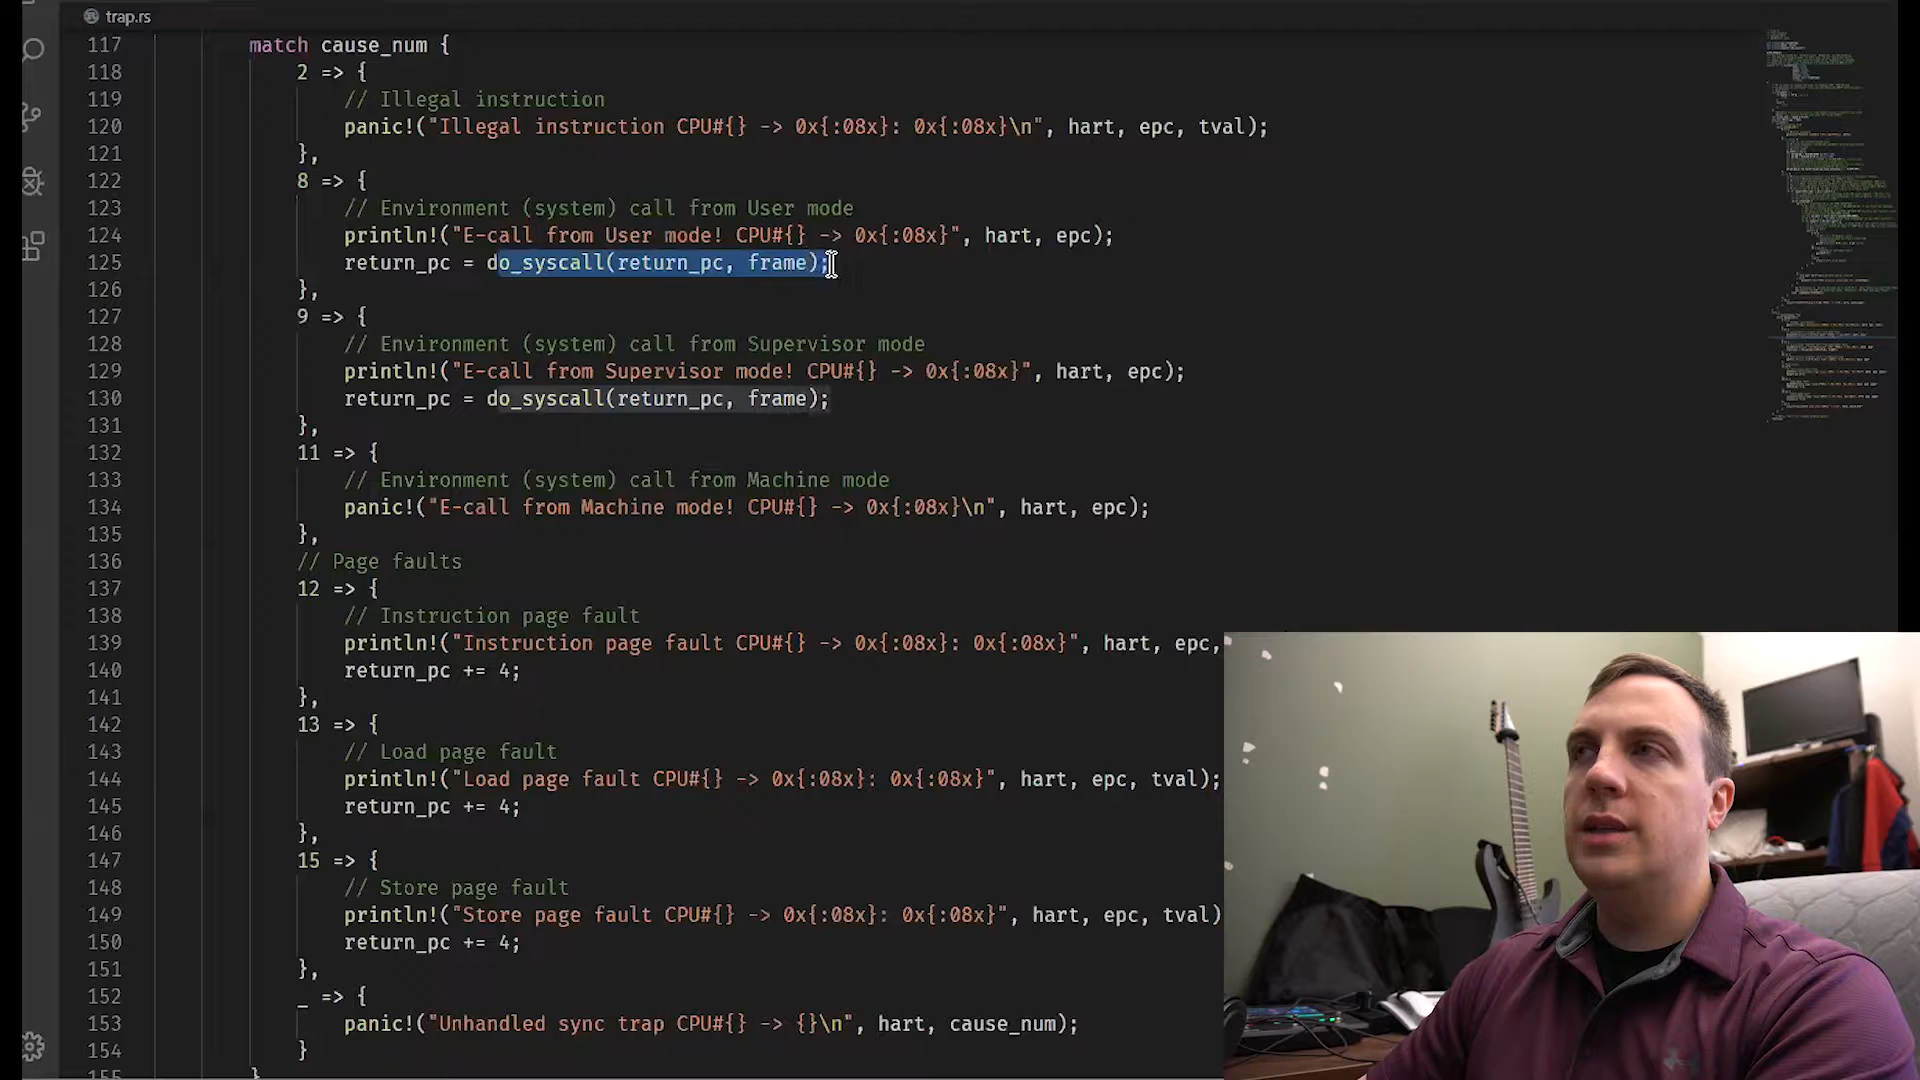 trap.rs
117 match cause_num {
118 2 => {
119 // Illegal instruction
120 panic!("Illegal instruction CPU#{} -> 0x{:08x}: 0x{:08x}\n", hart, epc, tval);
121 },
122 8 => {
123 // Environment (system) call from User mode
124 println!("E-call from User mode! CPU#{} -> 0x{:08x}", hart, epc);
125 return_pc = do_syscall(return_pc, frame);
126 },
127 9 => {
128 // Environment (system) call from Supervisor mode
129 println!("E-call from Supervisor mode! CPU#{} -> 0x{:08x}", hart, epc);
130 return_pc = do_syscall(return_pc, frame);
131 },
132 11 => {
133 // Environment (system) call from Machine mode
134 panic!("E-call from Machine mode! CPU#{} -> 0x{:08x}\n", hart, epc);
135 },
136 // Page faults
137 12 => {
138 // Instruction page fault
139 println!("Instruction page fault CPU#{} -> 0x{:08x}: 0x{:08x}", hart, epc,
140 return_pc += 4;
141 },
142 13 => {
143 // Load page fault
144 println!("Load page fault CPU#{} -> 0x{:08x}: 0x{:08x}", hart, epc, tval);
145 return_pc += 4;
146 },
147 15 => {
148 // Store page fault
149 println!("Store page fault CPU#{} -> 0x{:08x}: 0x{:08x}", hart, epc, tval)
150 return_pc += 4;
151 },
152 _ => {
153 panic!("Unhandled sync trap CPU#{} -> {}\n", hart, cause_num);
154 }
155 }